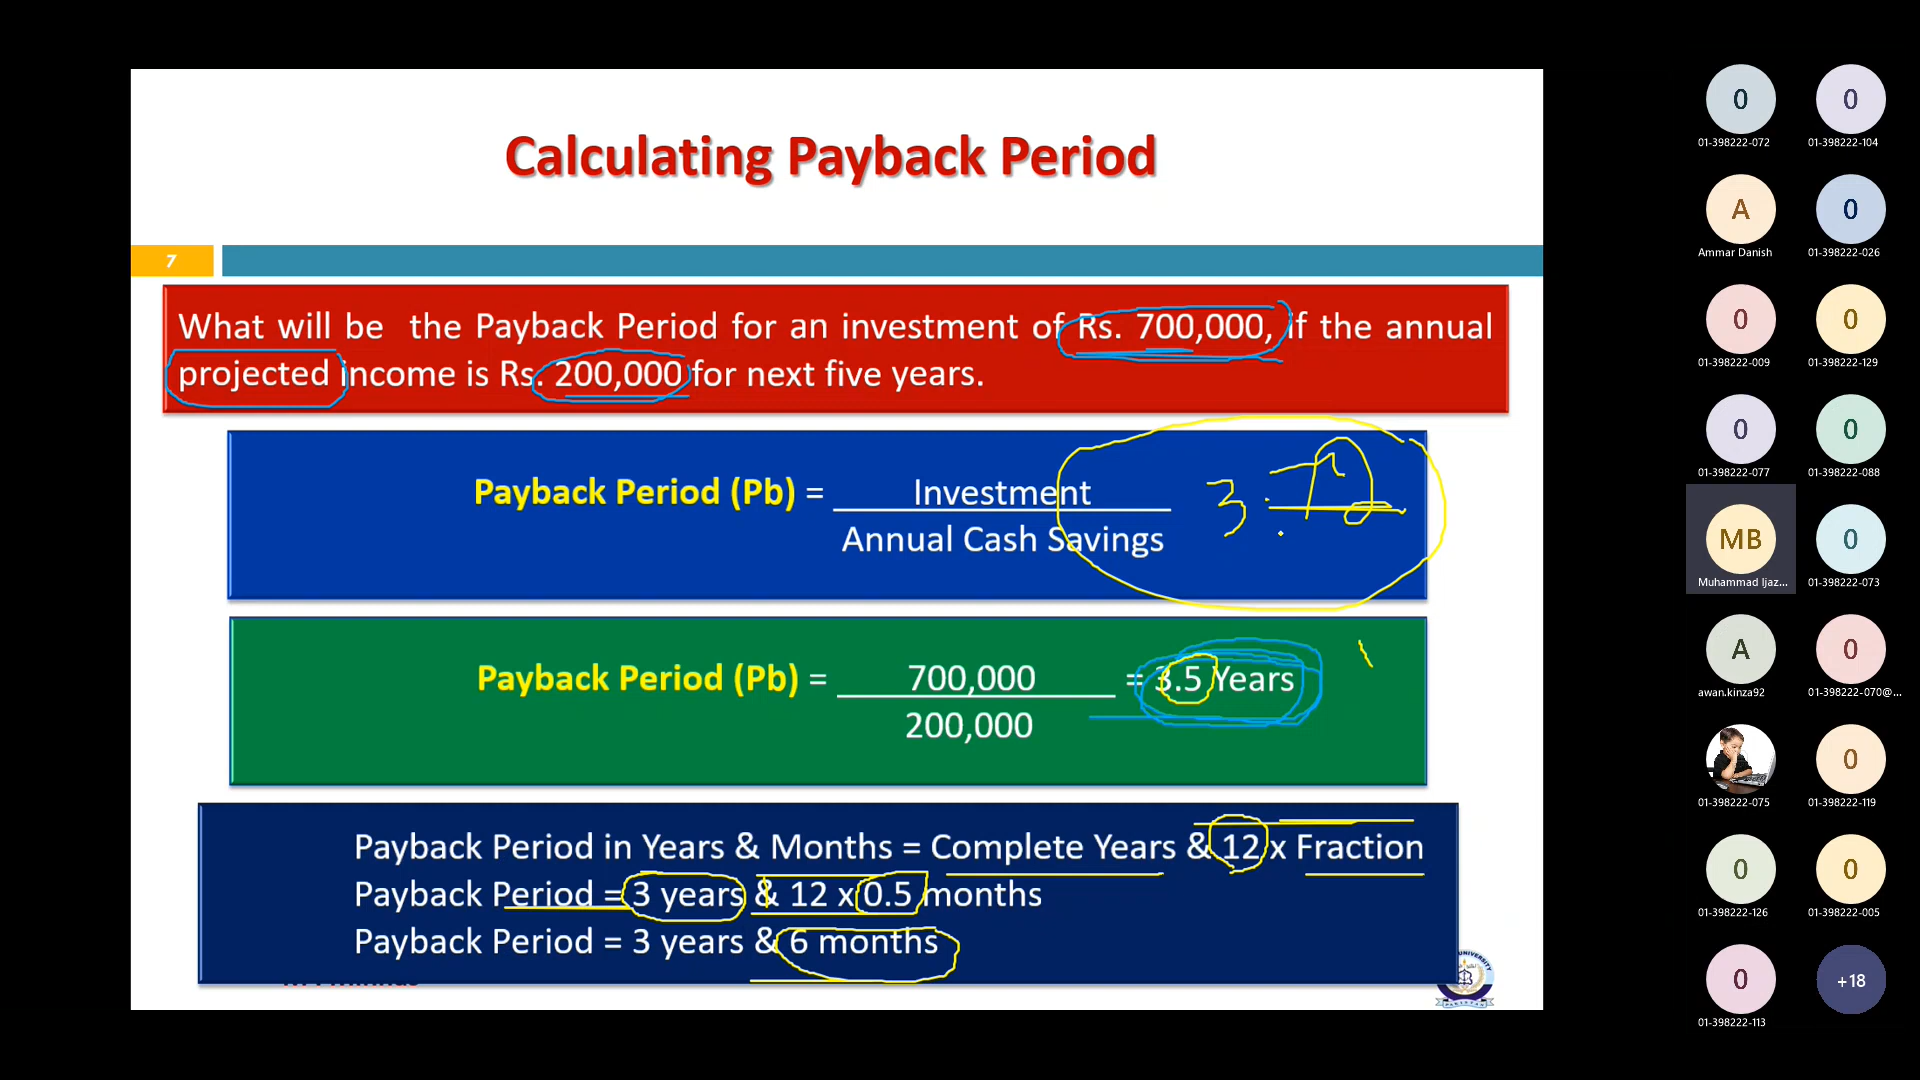 Calculating Payback Period
7
What will be the Payback Period for an investment of Rs. 700,000, if the annual
projected income is Rs. 200,000 for next five years.
Payback Period (Pb) = Investment
Annual Cash Savings
3.
Payback Period (Pb) = 700,000 = 3.5 Years
200,000
Payback Period in Years & Months = Complete Years & 12 x Fraction
Payback Period = 3 years & 12 x 0.5 months
Payback Period = 3 years & 6 months
UNIVERSITY
0
01-398222-072
0
01-398222-104
A
Ammar Danish
0
01-398222-026
0
01-398222-009
0
01-398222-129
0
01-398222-077
0
01-398222-088
MB
Muhammad Ijaz...
0
01-398222-073
A
awan.kinza92
0
01-398222-070@...
01-398222-075
0
01-398222-119
0
01-398222-126
0
01-398222-005
0
01-398222-113
+18